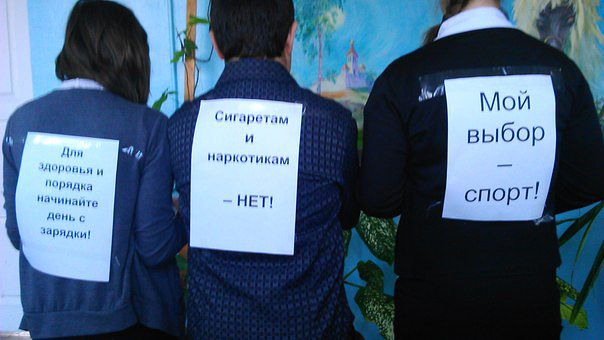 Для
здоровья и
порядка
начинайте
день с
зарядки!
Сигаретам
и
наркотикам
– НЕТ!
Мой
выбор
–
спорт!